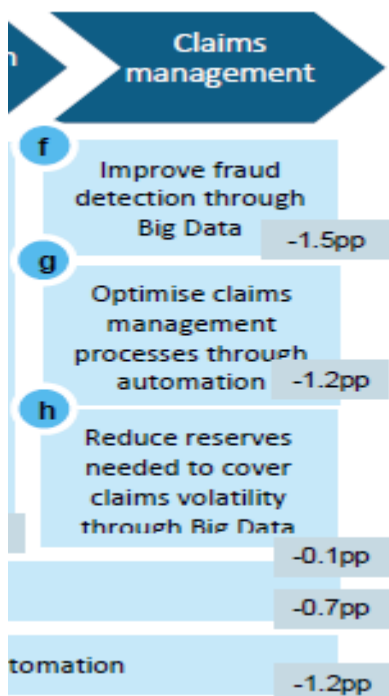 n
Claims
management
f
Improve fraud
detection through
Big Data
-1.5pp
g
Optimise claims
management
processes through
automation
-1.2pp
h
Reduce reserves
needed to cover
claims volatility
through Big Data
-0.1pp
-0.7pp
tomation
-1.2pp